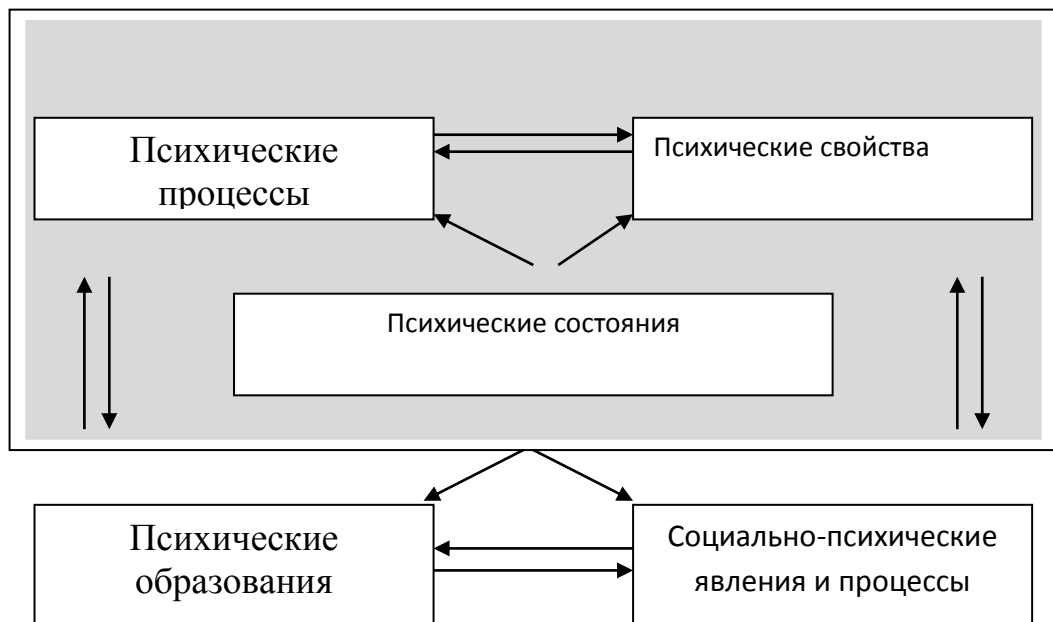 Психические
процессы
Психические свойства
Психические состояния
Психические
образования
Социально-психические
явления и процессы